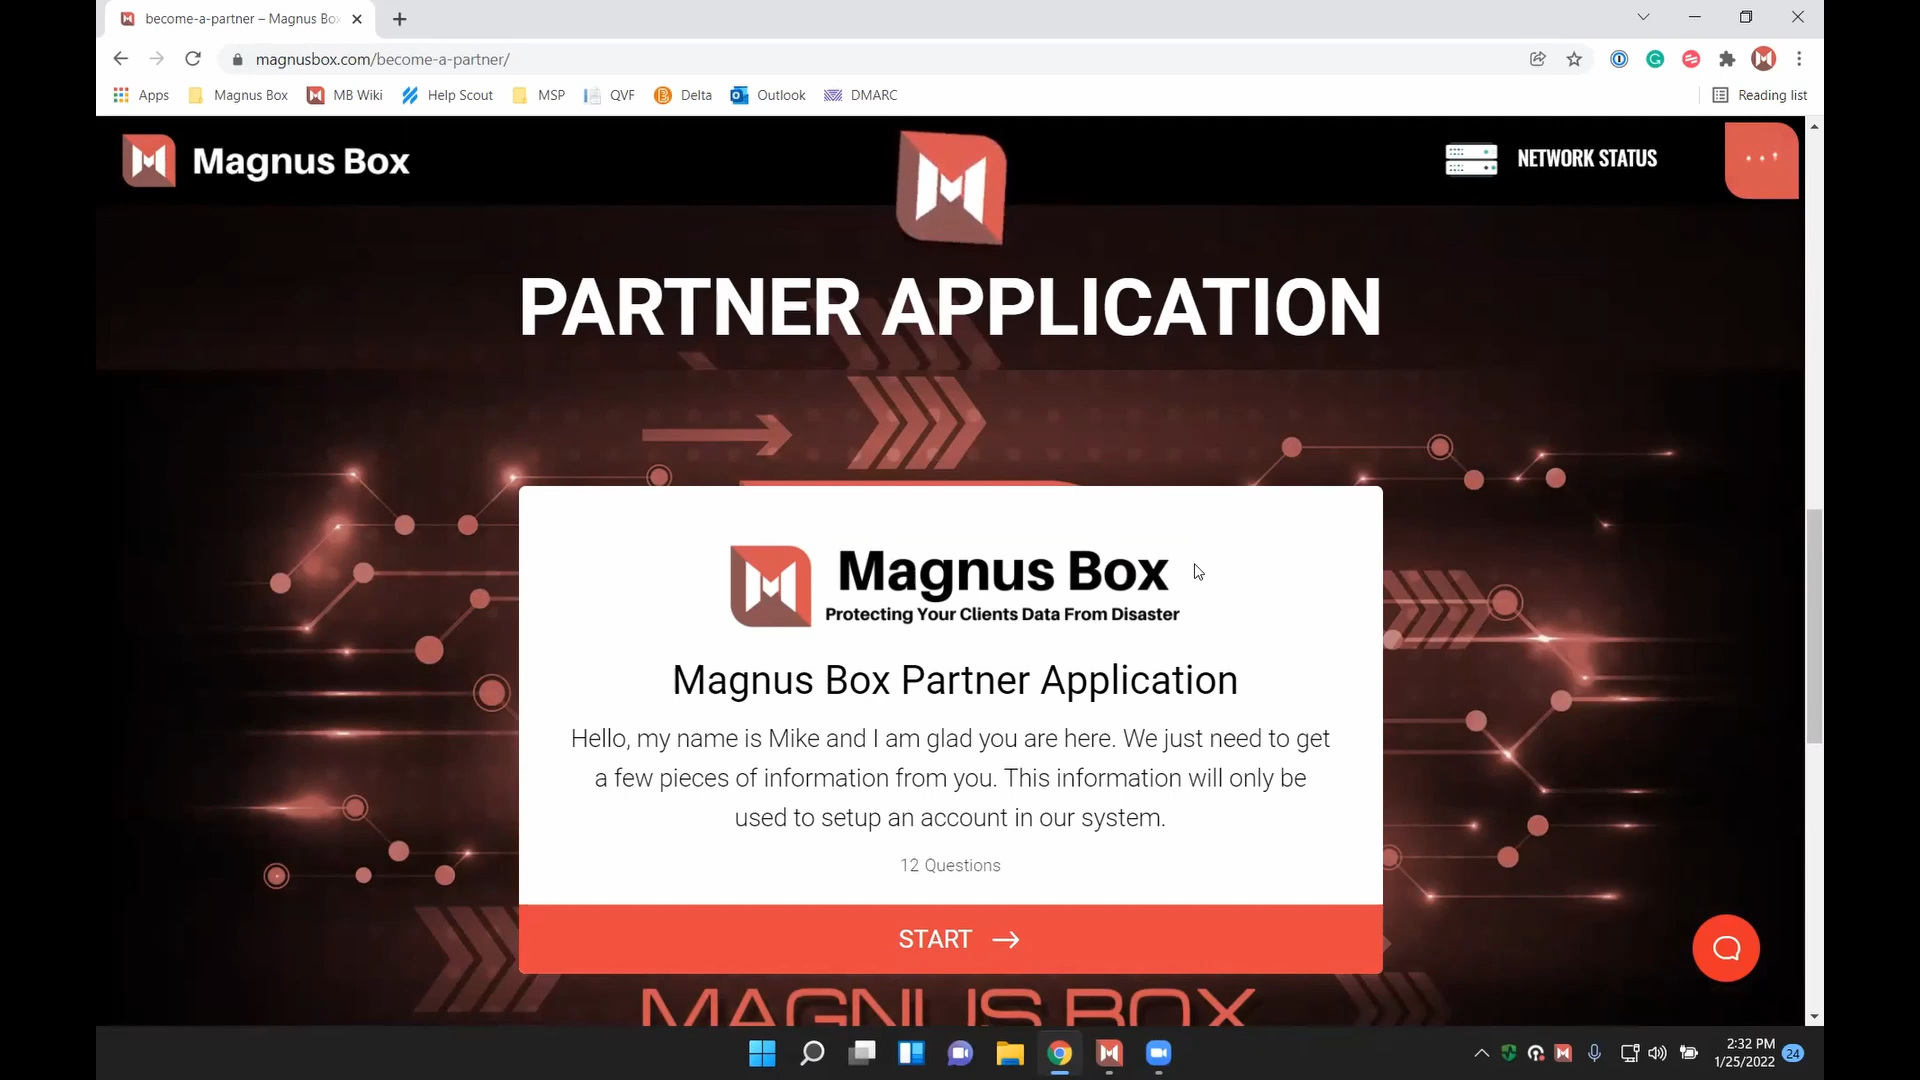 become-a-partner – Magnus Bo
magnusbox.com/become-a-partner/
Apps Magnus Box MB Wiki Help Scout MSP QVF Delta Outlook DMARC Reading list
Magnus Box
NETWORK STATUS
PARTNER APPLICATION
Magnus Box
Protecting Your Clients Data From Disaster
Magnus Box Partner Application
Hello, my name is Mike and I am glad you are here. We just need to get
a few pieces of information from you. This information will only be
used to setup an account in our system.
12 Questions
START →
MAGNUS BOX
2:32 PM
1/25/2022
24